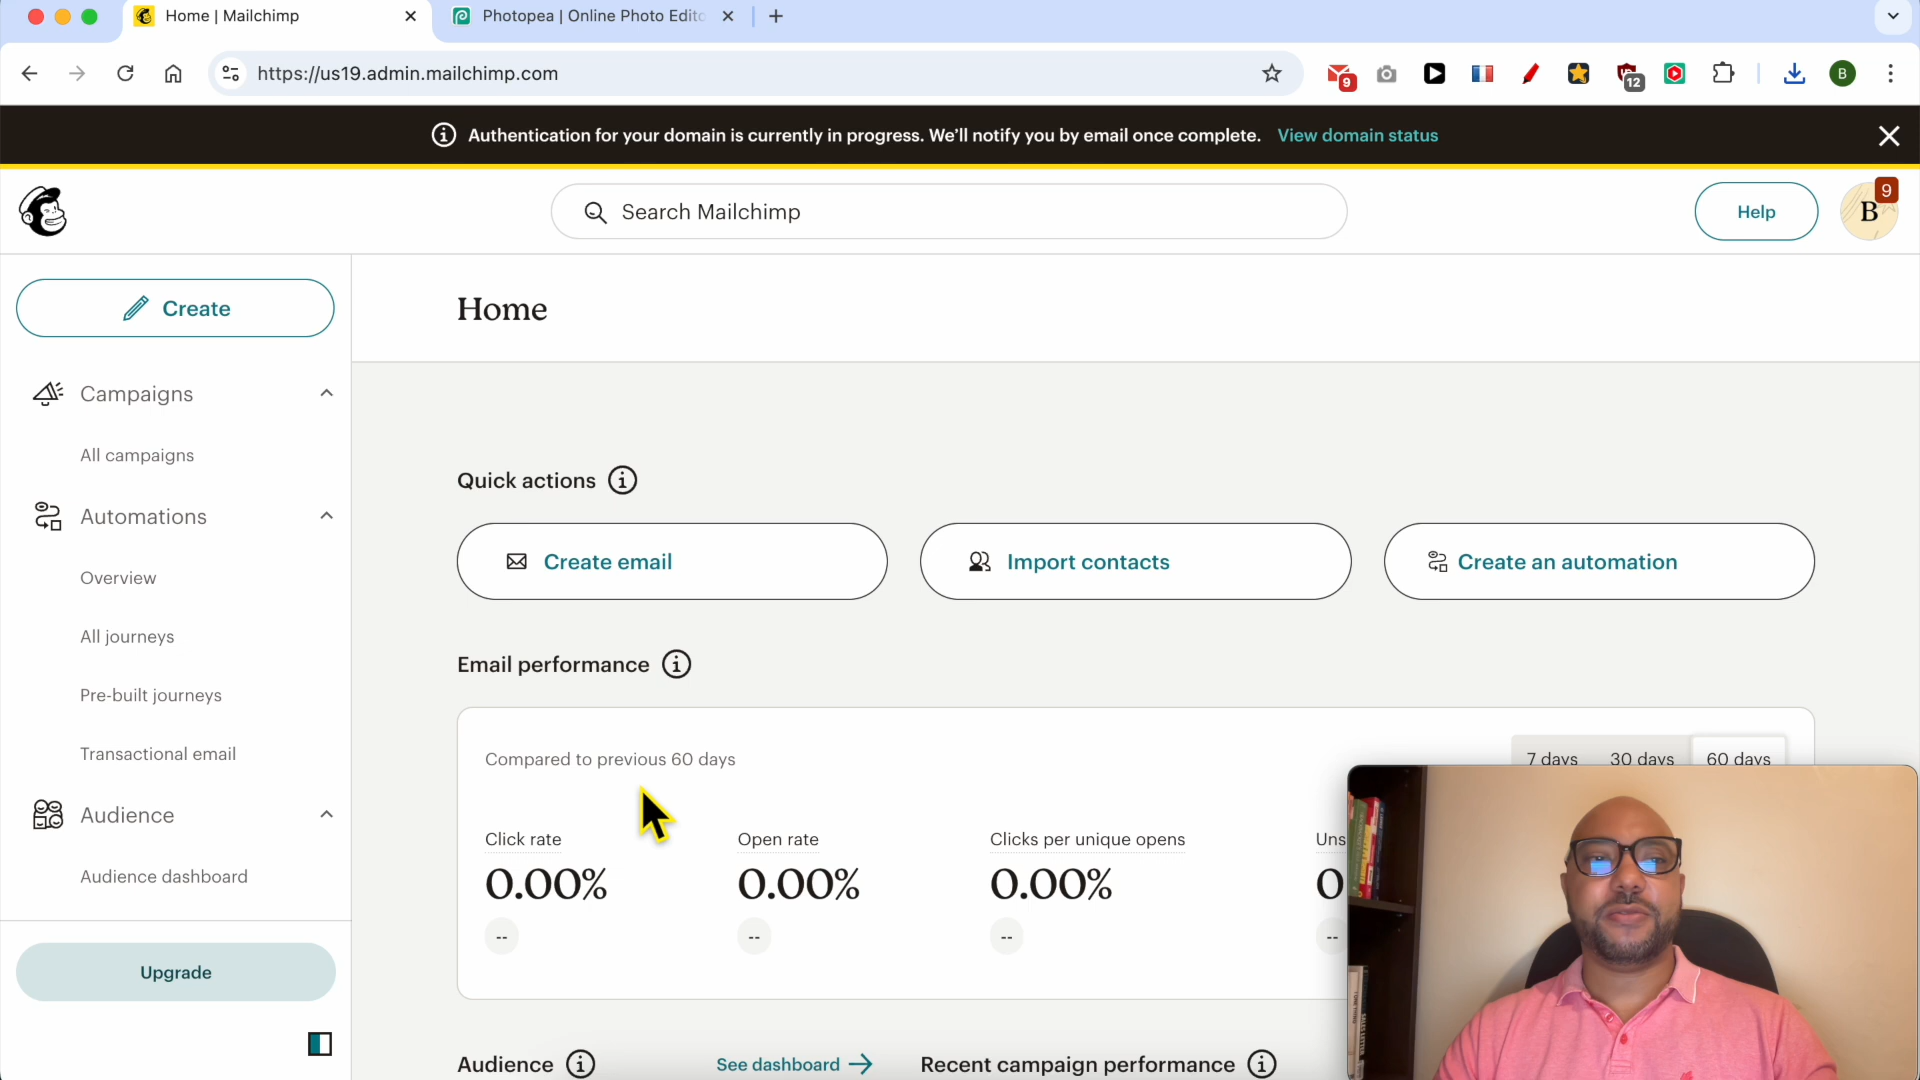 Home | Mailchimp
Photopea | Online Photo Edito
https://us19.admin.mailchimp.com
9
12
B
Authentication for your domain is currently in progress. We'll notify you by email once complete. View domain status
Search Mailchimp
Help
B
9
Create
Home
Campaigns
All campaigns
Quick actions
Automations
Create email
Import contacts
Create an automation
Overview
All journeys
Email performance
Pre-built journeys
Transactional email
Compared to previous 60 days
7 days
30 days
60 days
Audience
Click rate
Open rate
Clicks per unique opens
Uns
0.00%
0.00%
0.00%
0
Audience dashboard
--
--
--
--
Upgrade
Audience
See dashboard
Recent campaign performance